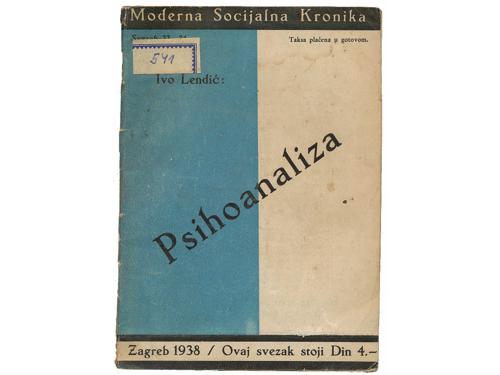 Moderna Socijalna Kronika
Taksa plaćena u gotovom.
541
Ivo Lendić:
Psihoanaliza
Zagreb 1938 / Ovaj svezak stoji Din 4.—